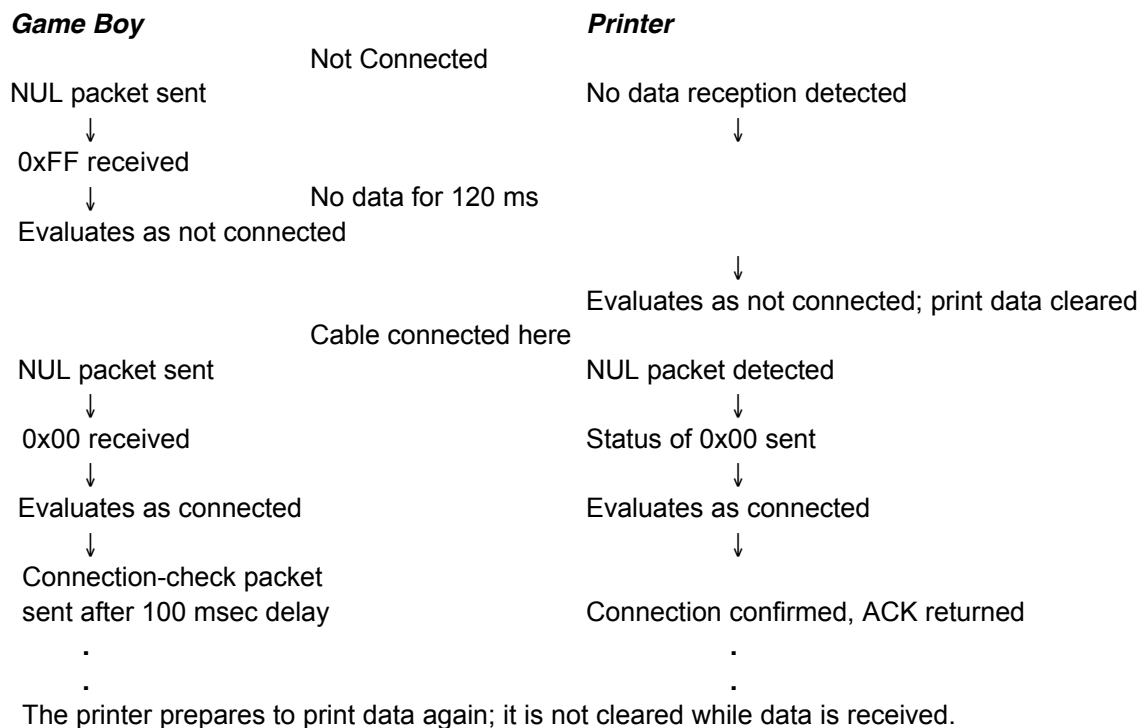 Game Boy Printer
Not Connected
NUL packet sent No data reception detected
↓ ↓
0xFF received
↓ No data for 120 ms
Evaluates as not connected
↓
Evaluates as not connected; print data cleared
Cable connected here
NUL packet sent NUL packet detected
↓ ↓
0x00 received Status of 0x00 sent
↓ ↓
Evaluates as connected Evaluates as connected
↓ ↓
Connection-check packet
sent after 100 msec delay Connection confirmed, ACK returned
. .
. .
The printer prepares to print data again; it is not cleared while data is received.